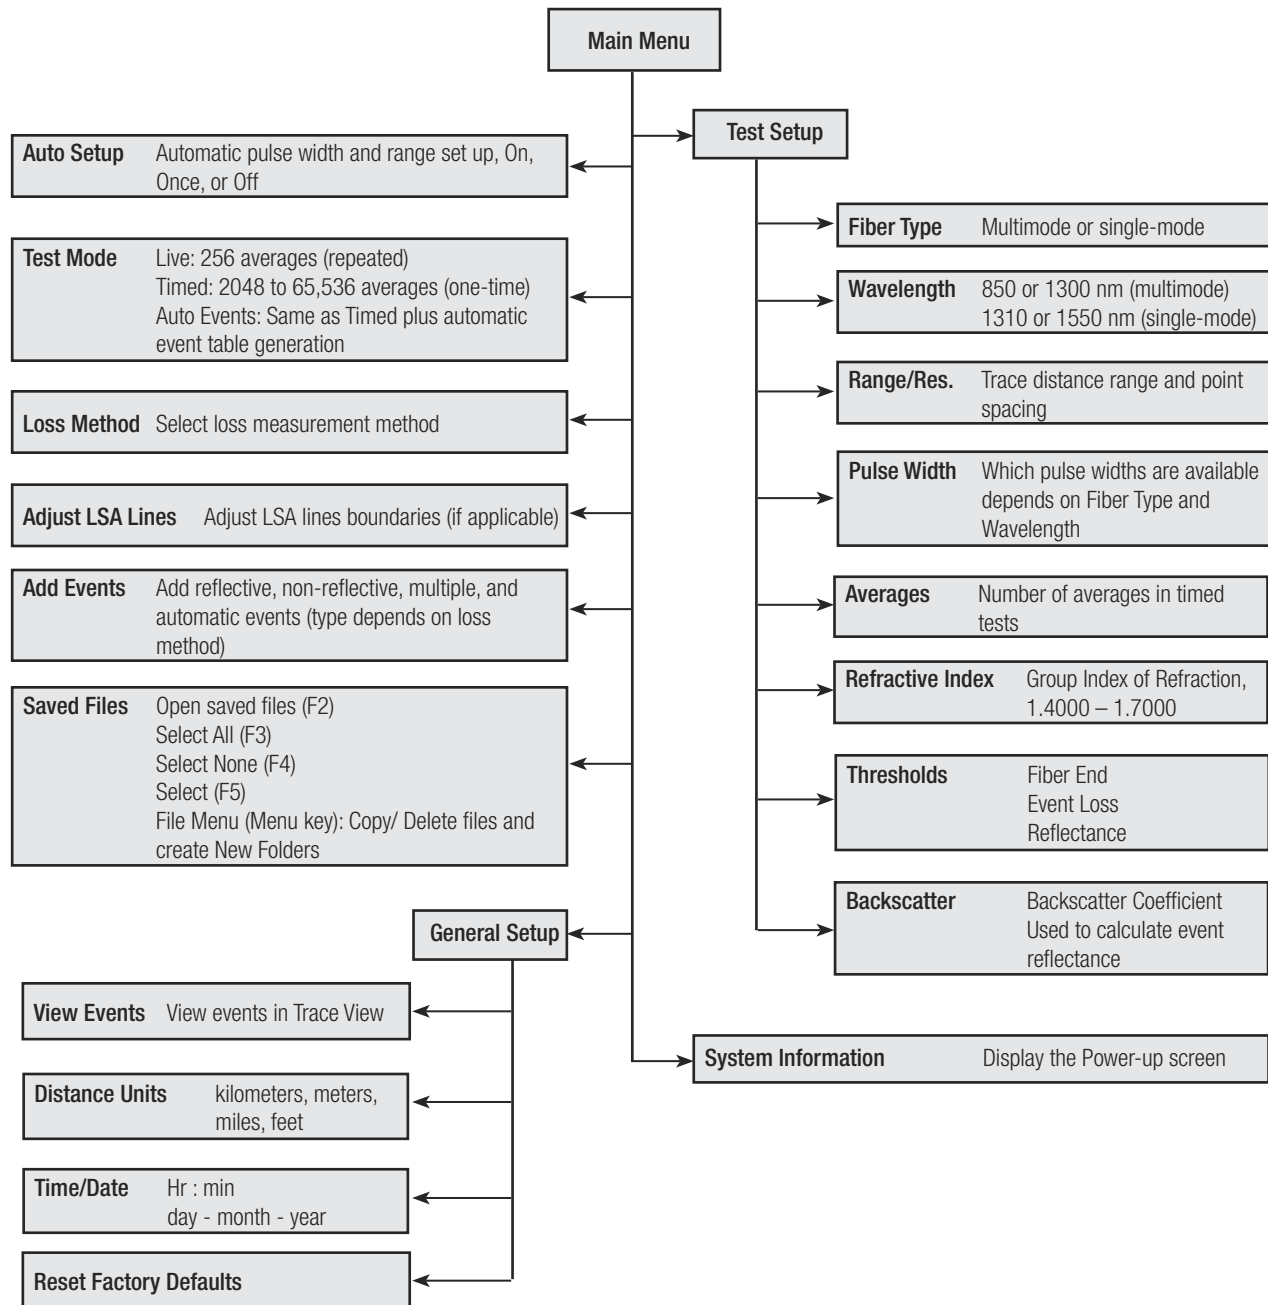 Main Menu
Test Setup
Auto Setup Automatic pulse width and range set up, On,
Once, or Off
Test Mode Live: 256 averages (repeated)
Timed: 2048 to 65,536 averages (one-time)
Auto Events: Same as Timed plus automatic
event table generation
Loss Method Select loss measurement method
Adjust LSA Lines Adjust LSA lines boundaries (if applicable)
Add Events Add reflective, non-reflective, multiple, and
automatic events (type depends on loss
method)
Saved Files Open saved files (F2)
Select All (F3)
Select None (F4)
Select (F5)
File Menu (Menu key): Copy/ Delete files and
create New Folders
General Setup
View Events View events in Trace View
Distance Units kilometers, meters,
miles, feet
Time/Date Hr : min
day - month - year
Reset Factory Defaults
Fiber Type Multimode or single-mode
Wavelength 850 or 1300 nm (multimode)
1310 or 1550 nm (single-mode)
Range/Res. Trace distance range and point
spacing
Pulse Width Which pulse widths are available
depends on Fiber Type and
Wavelength
Averages Number of averages in timed
tests
Refractive Index Group Index of Refraction,
1.4000 – 1.7000
Thresholds Fiber End
Event Loss
Reflectance
Backscatter Backscatter Coefficient
Used to calculate event
reflectance
System Information Display the Power-up screen